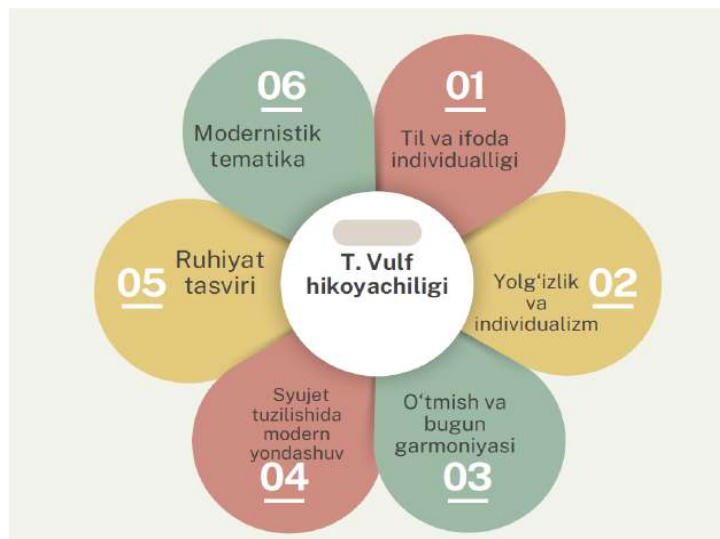 T. Vulf
hikoyachiligi
01
Til va ifoda
individualligi
02
Yolg‘izlik
va
individualizm
O‘tmish va
bugun
garmoniyasi
03
Syujet
tuzilishida
modern
yondashuv
04
05
Ruhiyat
tasviri
06
Modernistik
tematika